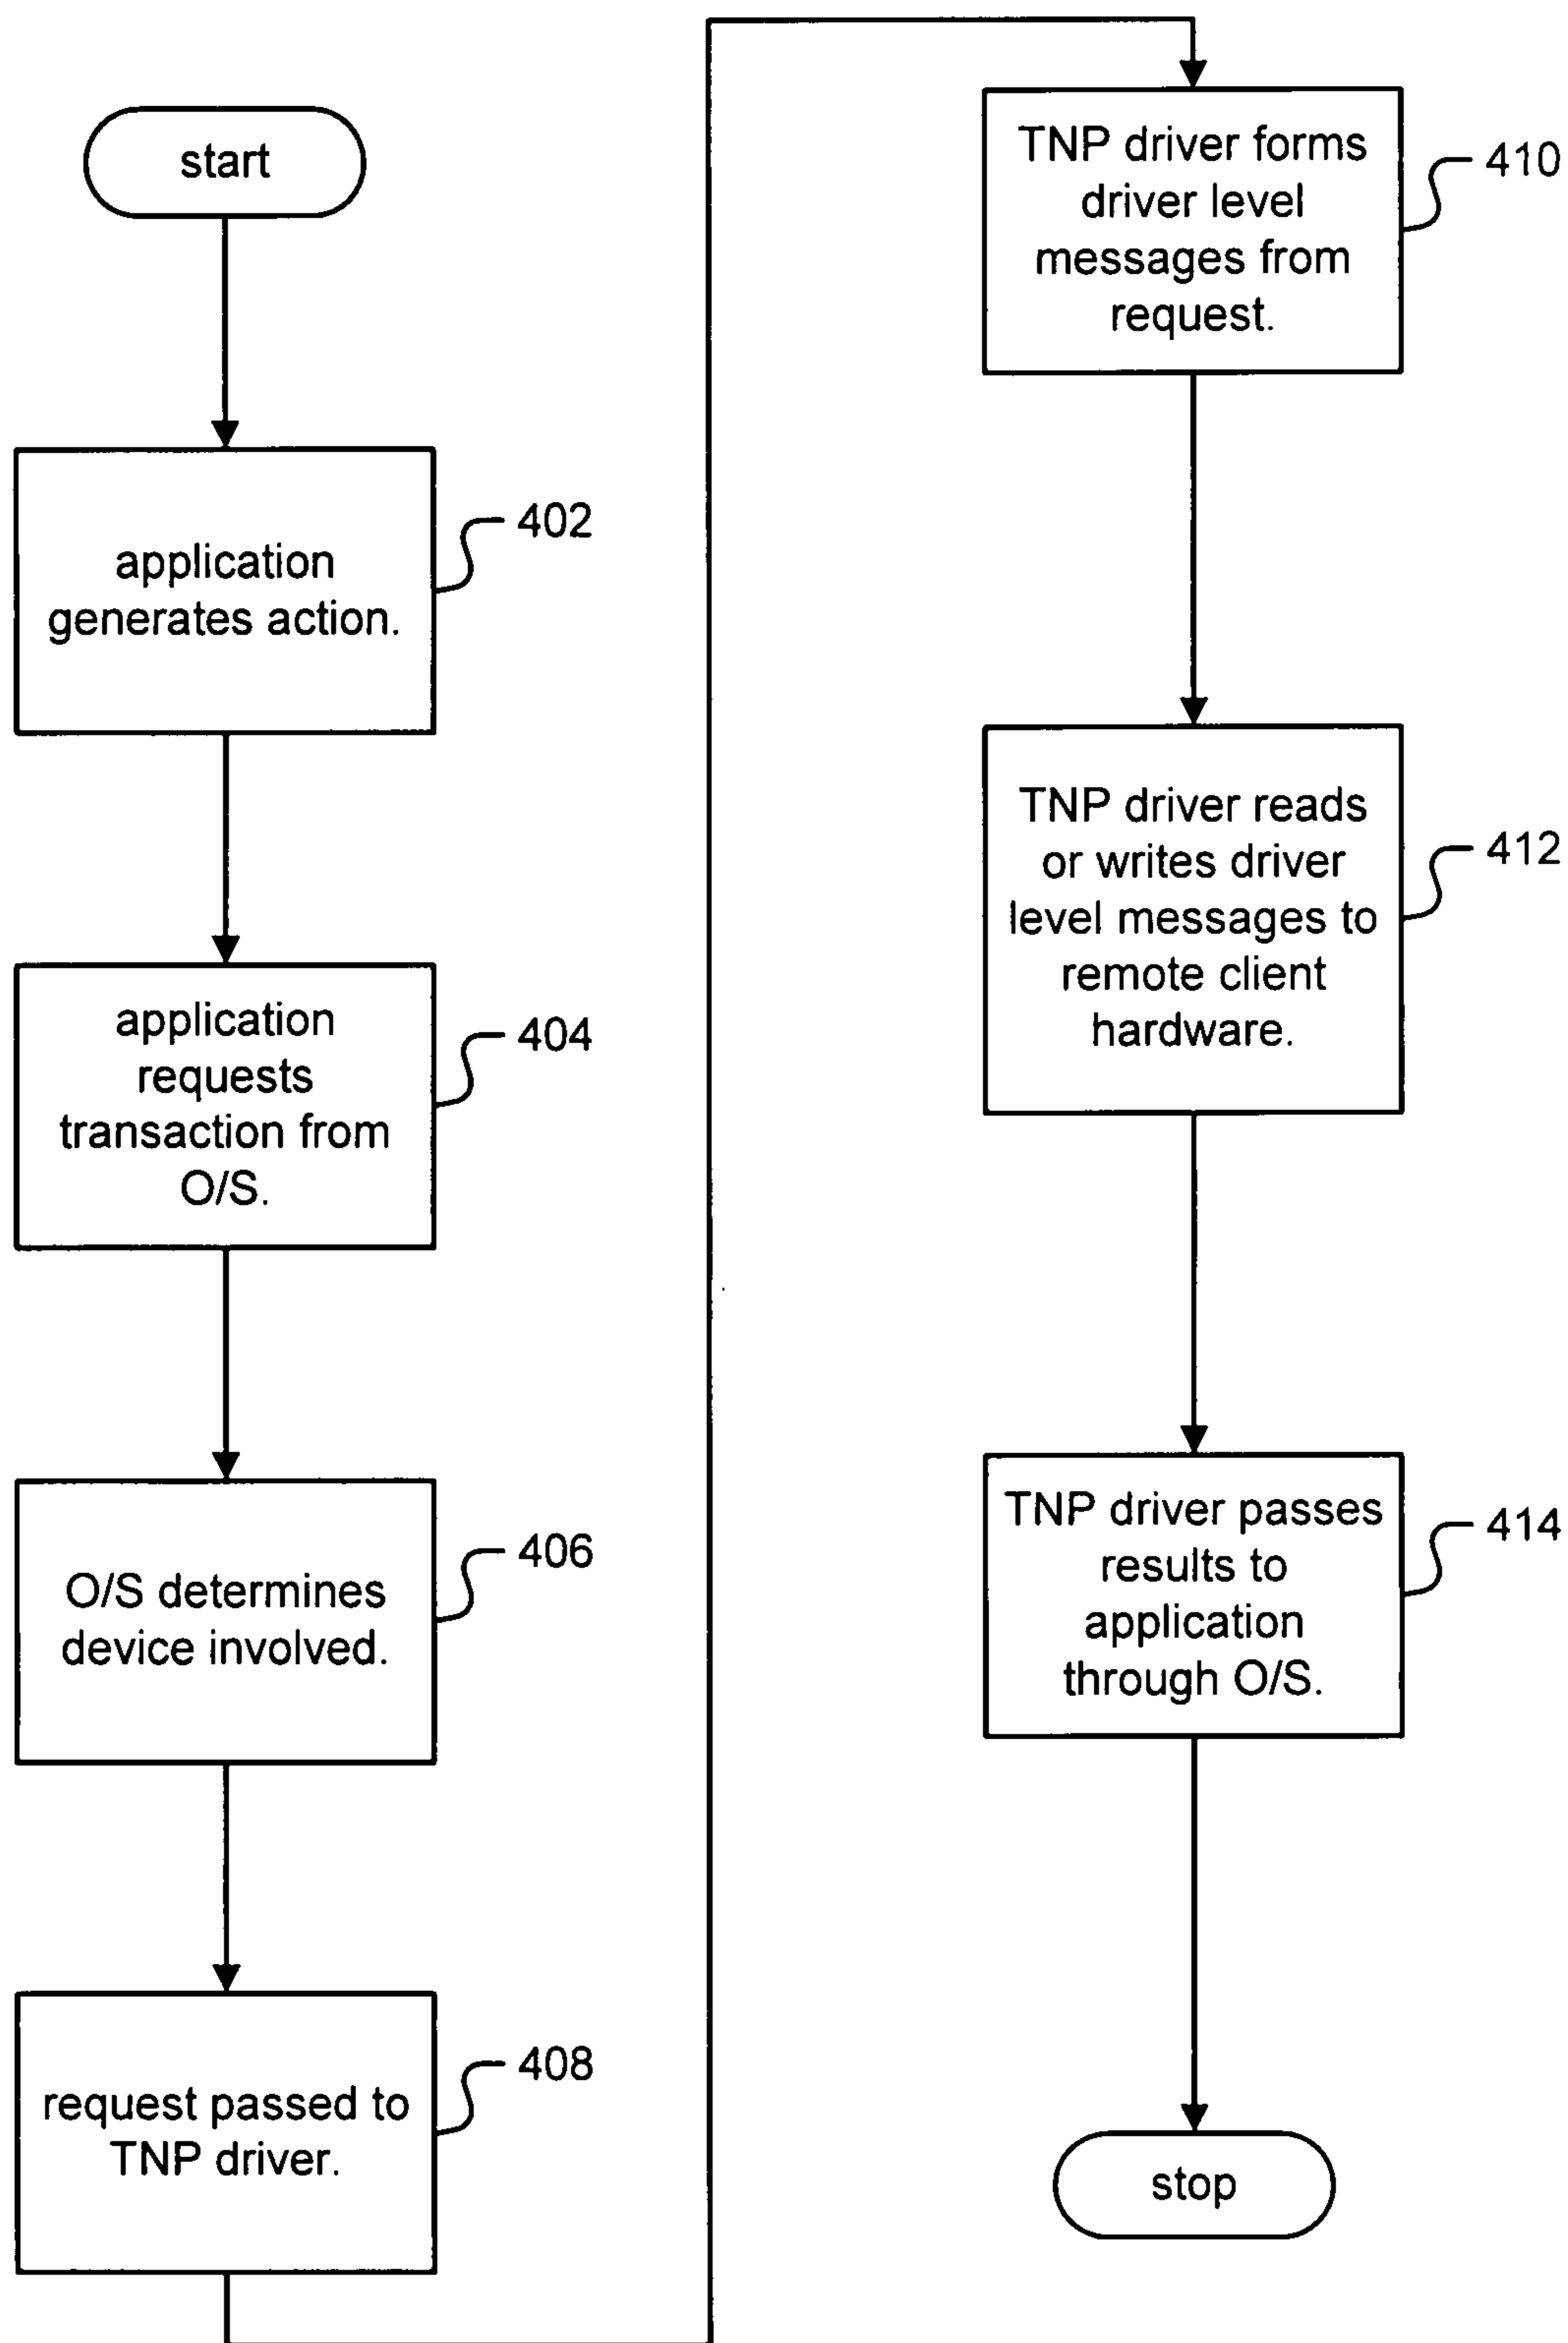 start
application
generates action.
402
application
requests
transaction from
O/S.
404
O/S determines
device involved.
406
request passed to
TNP driver.
408
TNP driver forms
driver level
messages from
request.
410
TNP driver reads
or writes driver
level messages to
remote client
hardware.
412
TNP driver passes
results to
application
through O/S.
414
stop